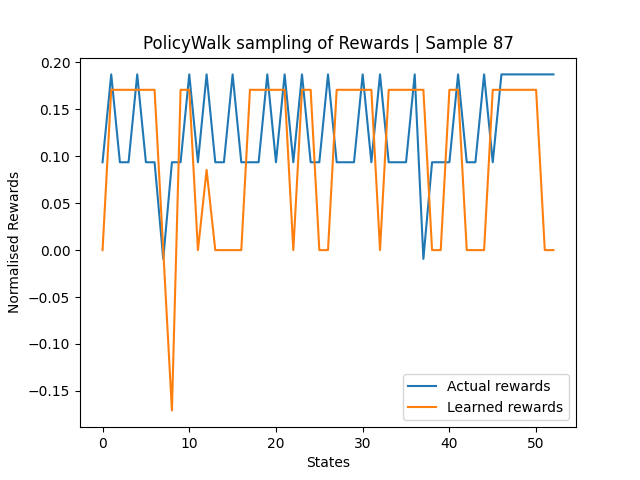 PolicyWalk sampling of Rewards | Sample 87
Normalised Rewards
0.20
0.15
0.10
0.05
0.00
−0.05
−0.10
−0.15
Actual rewards
Learned rewards
0 10 20 30 40 50
States